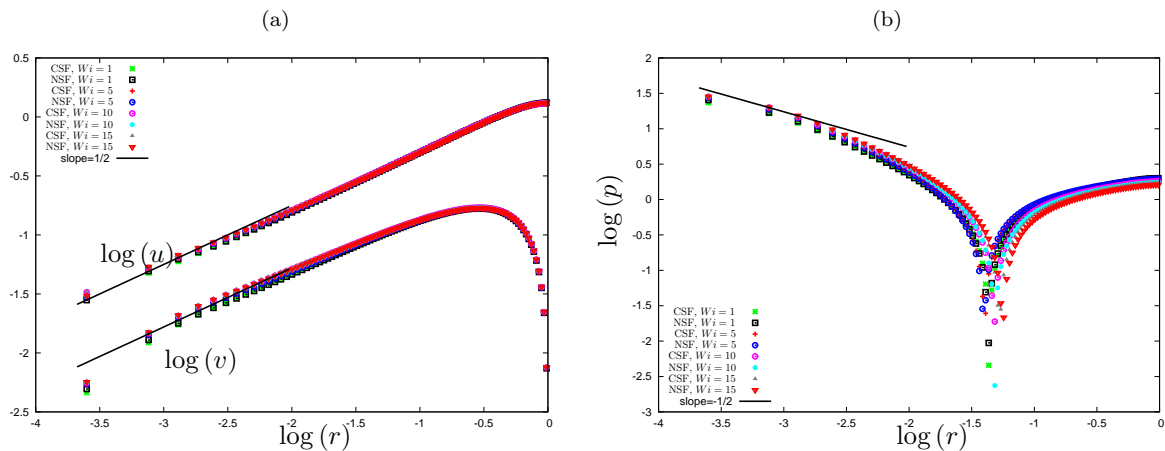 (a)
CSF, Wi = 1
NSF, Wi = 1
CSF, Wi = 5
NSF, Wi = 5
CSF, Wi = 10
NSF, Wi = 10
CSF, Wi = 15
NSF, Wi = 15
slope=1/2
0.5
0
-0.5
-1
-1.5
-2
-2.5
log (u)
log (v)
-4 -3.5 -3 -2.5 -2 -1.5 -1 -0.5 0
log (r)
(b)
2
1.5
1
0.5
0
-0.5
-1
-1.5
-2
-2.5
-3
log (p)
CSF, Wi = 1
NSF, Wi = 1
CSF, Wi = 5
NSF, Wi = 5
CSF, Wi = 10
NSF, Wi = 10
CSF, Wi = 15
NSF, Wi = 15
slope=-1/2
-4 -3.5 -3 -2.5 -2 -1.5 -1 -0.5 0
log (r)